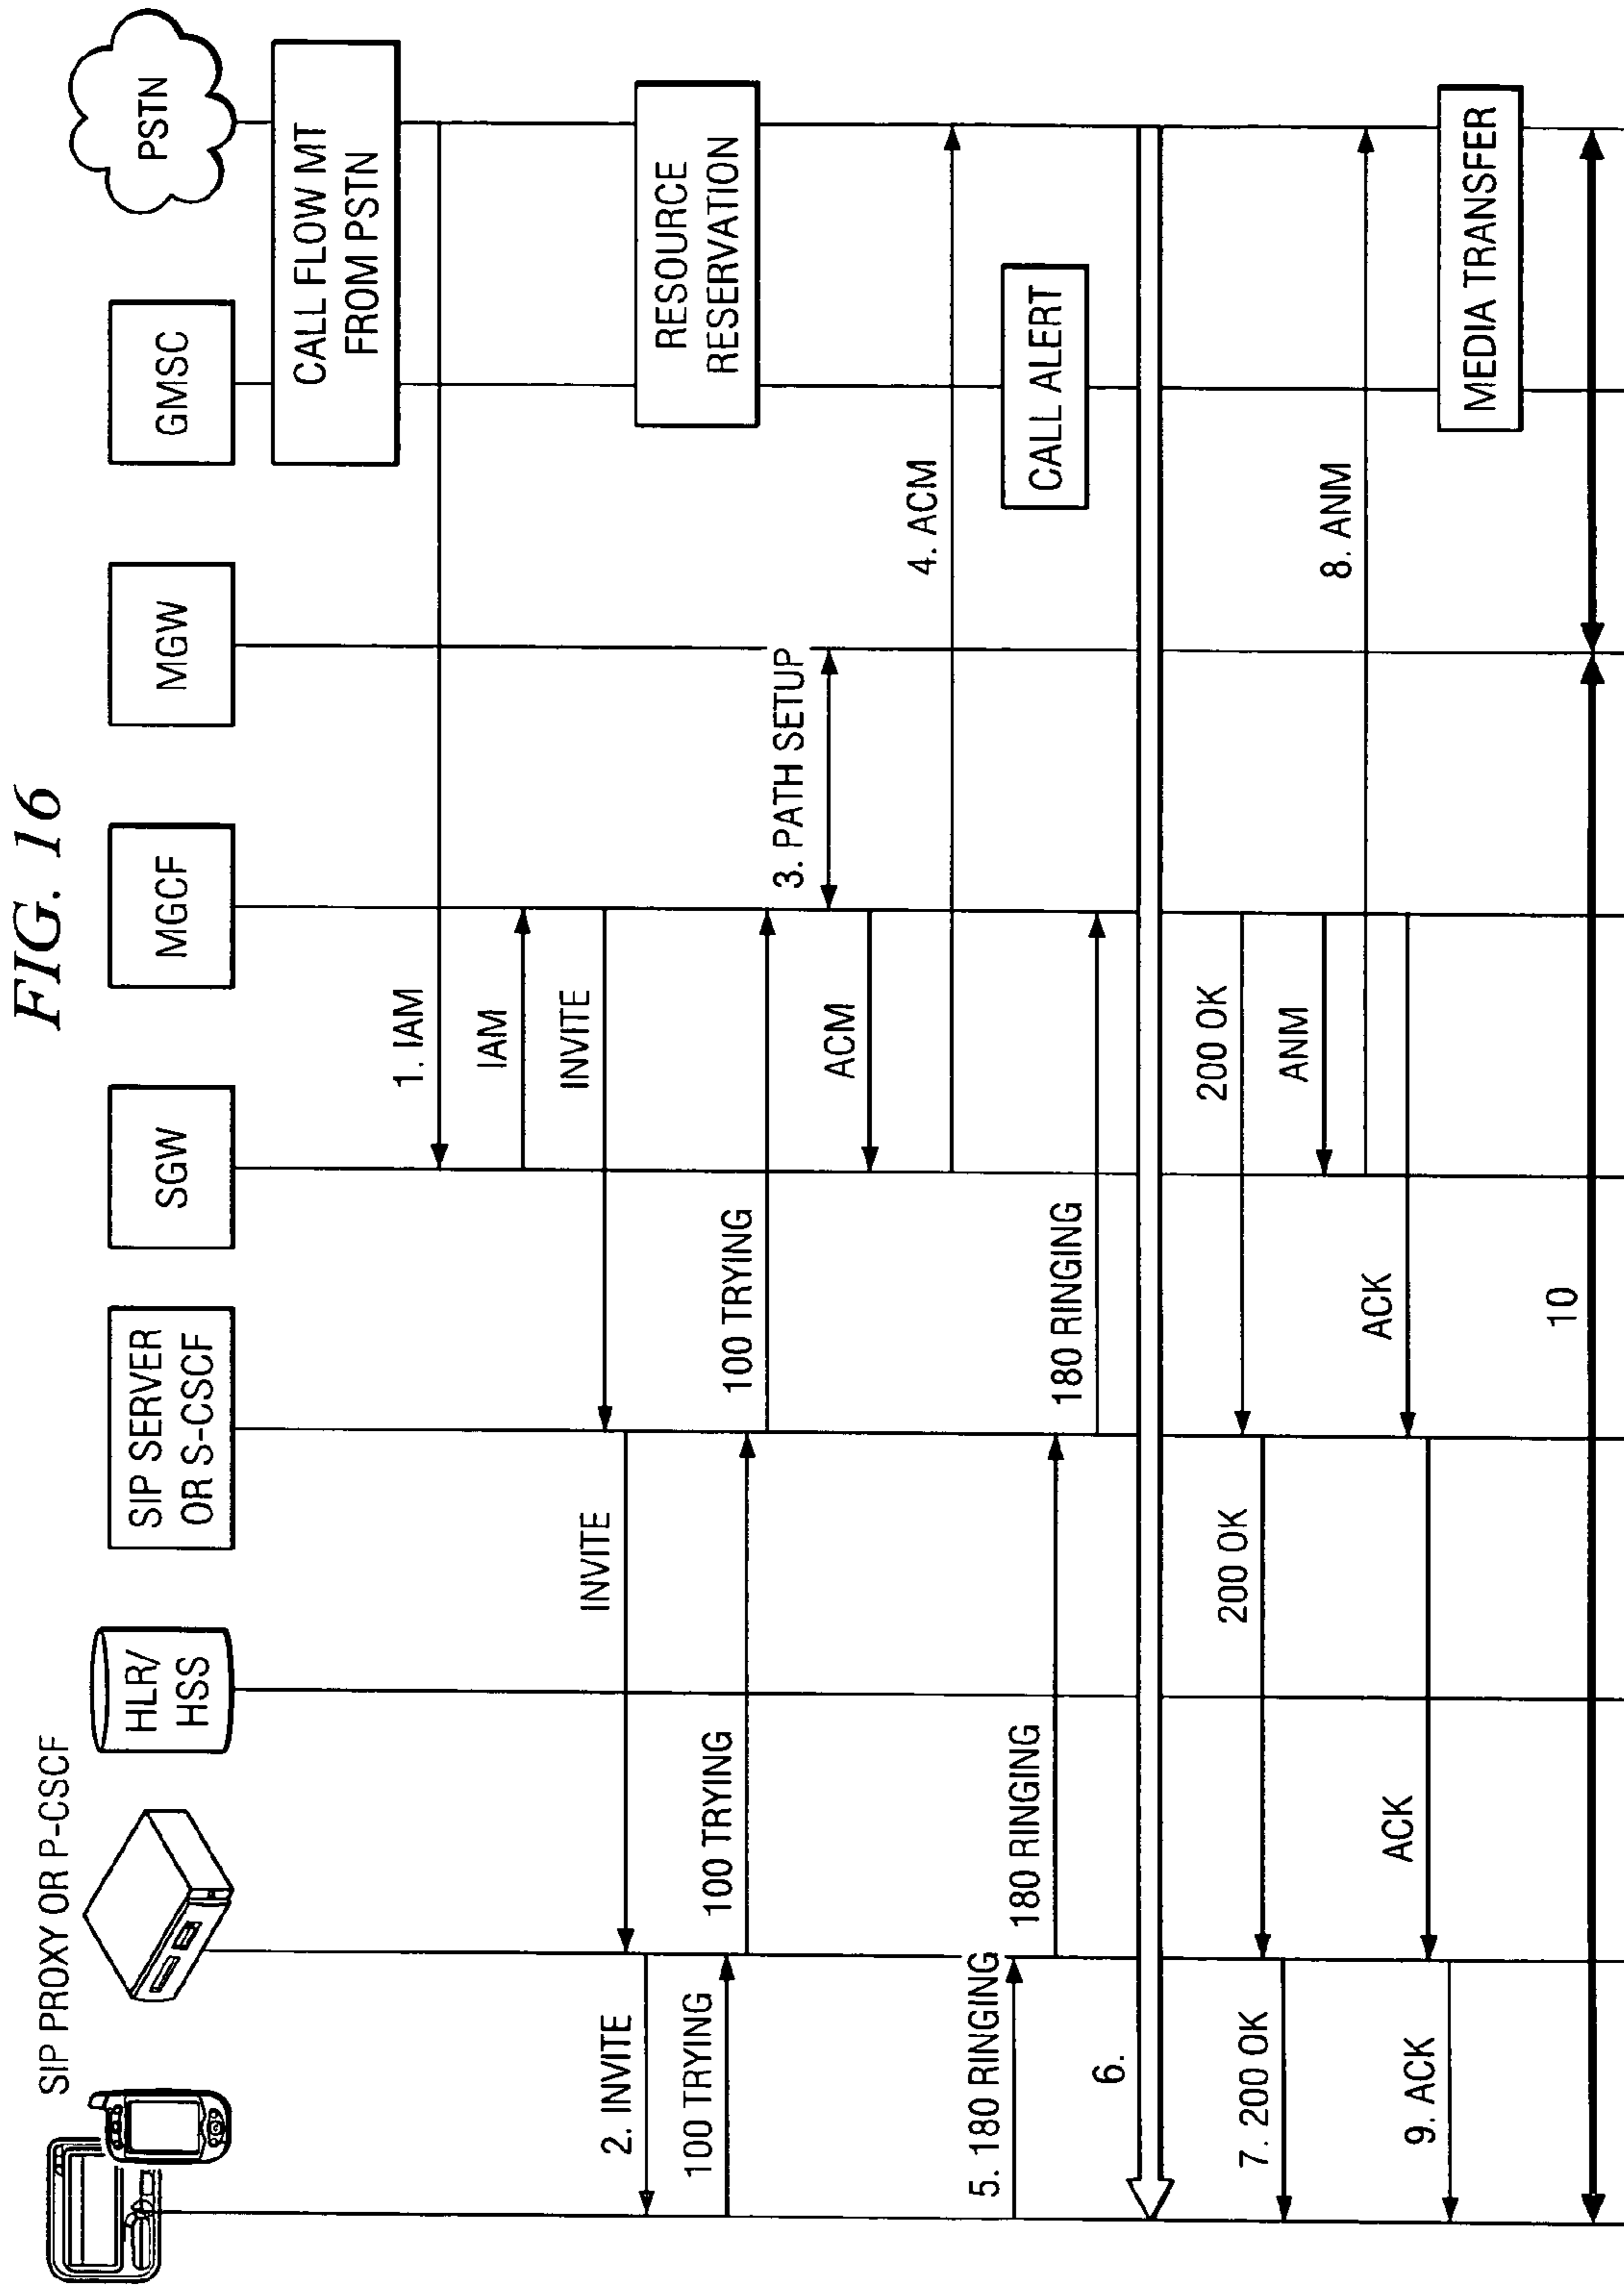 FIG. 16
SIP PROXY OR P-CSCF
HLR/
HSS
SIP SERVER
OR S-CSCF
SGW
MGCF
MGW
GMSC
PSTN
CALL FLOW MT
FROM PSTN
1. IAM
IAM
INVITE
INVITE
2. INVITE
RESOURCE
RESERVATION
100 TRYING
100 TRYING
100 TRYING
3. PATH SETUP
ACM
4. ACM
CALL ALERT
5. 180 RINGING
180 RINGING
180 RINGING
6.
200 OK
200 OK
7. 200 OK
ANM
8. ANM
ACK
ACK
9. ACK
MEDIA TRANSFER
10